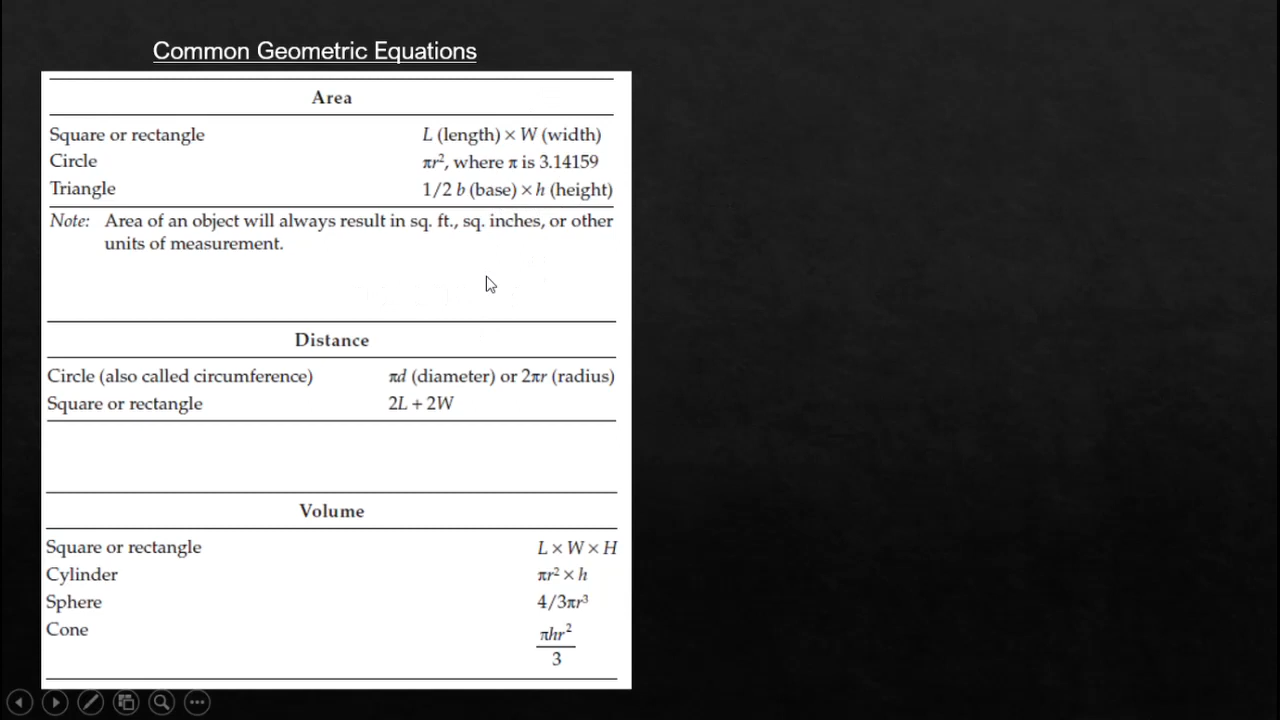 Common Geometric Equations
Area
Square or rectangle L (length) × W (width)
Circle πr², where π is 3.14159
Triangle 1/2 b (base) × h (height)
Note: Area of an object will always result in sq. ft., sq. inches, or other
units of measurement.
Distance
Circle (also called circumference) πd (diameter) or 2πr (radius)
Square or rectangle 2L + 2W
Volume
Square or rectangle L × W × H
Cylinder πr² × h
Sphere 4/3πr³
Cone πhr²
3